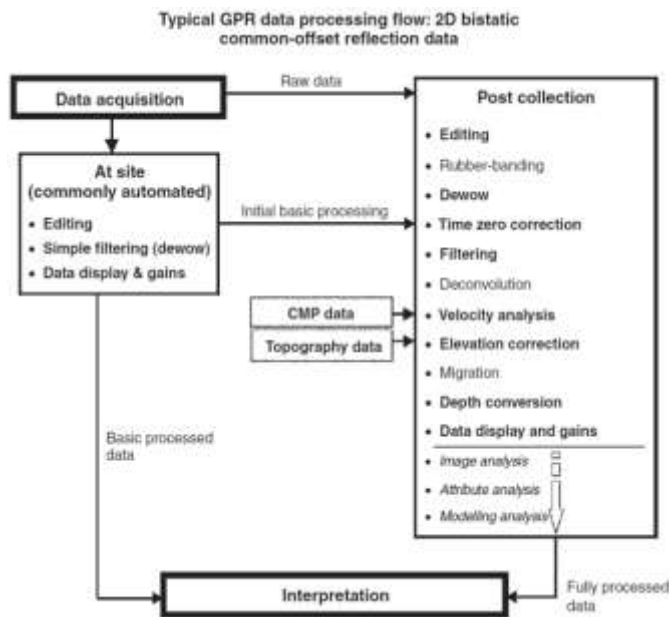 Typical GPR data processing flow: 2D bistatic
common-offset reflection data
Data acquisition
Raw data
Post collection
• Editing
• Rubber-banding
• Dewow
• Time zero correction
• Filtering
• Deconvolution
• Velocity analysis
• Elevation correction
• Migration
• Depth conversion
• Data display and gains
• Image analysis
• Attribute analysis
• Modelling analysis
At site
(commonly automated)
• Editing
• Simple filtering (dewow)
• Data display & gains
Initial basic processing
CMP data
Topography data
Basic processed
data
Interpretation
Fully processed
data